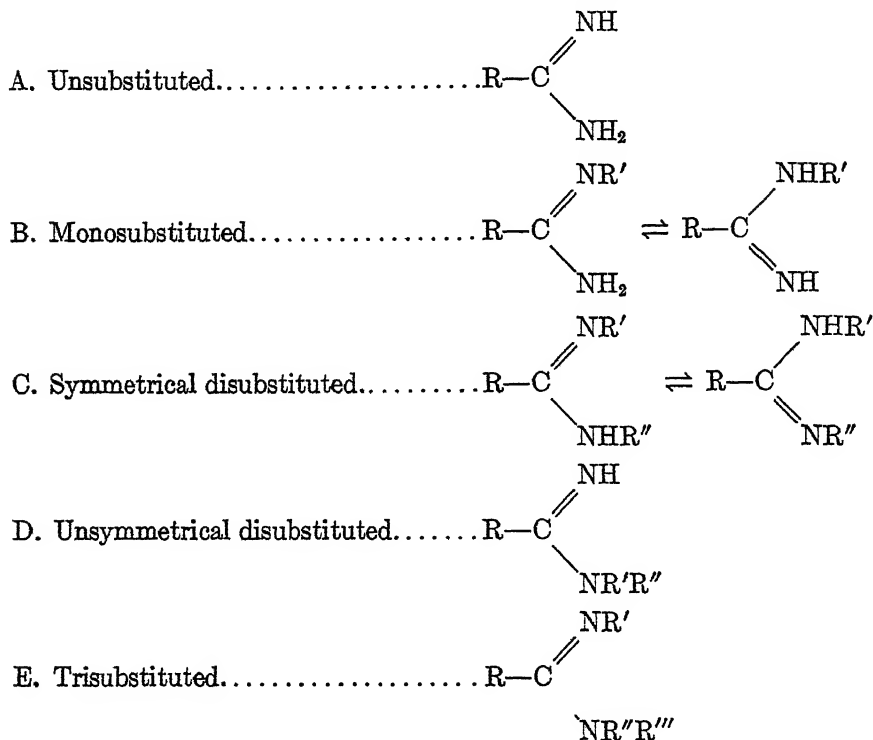 NH
A. Unsubstituted........................R—C
NH₂
NR′ NHR′
B. Monosubstituted.....................R—C ⇌ R—C
NH₂ NH
NR′ NHR′
C. Symmetrical disubstituted...........R—C ⇌ R—C
NHR″ NR″
NH
D. Unsymmetrical disubstituted.......R—C
NR′R″
NR′
E. Trisubstituted.......................R—C
NR″R‴